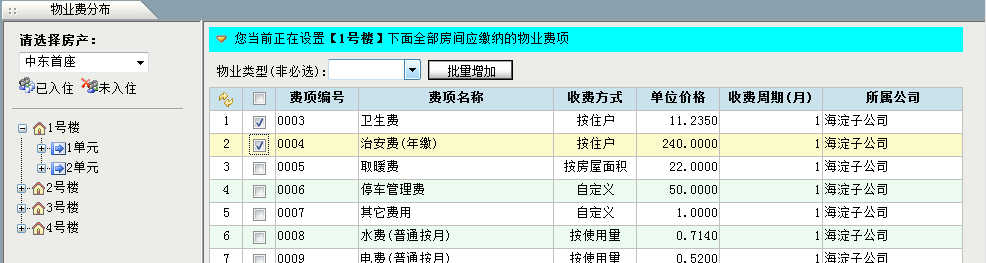 物业费分布
请选择房产：
中东首座
已入住 未入住
1号楼
1单元
2单元
2号楼
3号楼
4号楼
您当前正在设置【1号楼】下面全部房间应缴纳的物业费项
物业类型(非必选)： 批量增加
费项编号 费项名称 收费方式 单位价格 收费周期(月) 所属公司
1 0003 卫生费 按住户 11.2350 1 海淀子公司
2 0004 治安费(年缴) 按住户 240.0000 1 海淀子公司
3 0005 取暖费 按房屋面积 22.0000 1 海淀子公司
4 0006 停车管理费 自定义 50.0000 1 海淀子公司
5 0007 其它费用 自定义 1.0000 1 海淀子公司
6 0008 水费(普通按月) 按使用量 0.7140 1 海淀子公司
7 0009 电费(普通按月) 按使用量 0.5200 1 海淀子公司